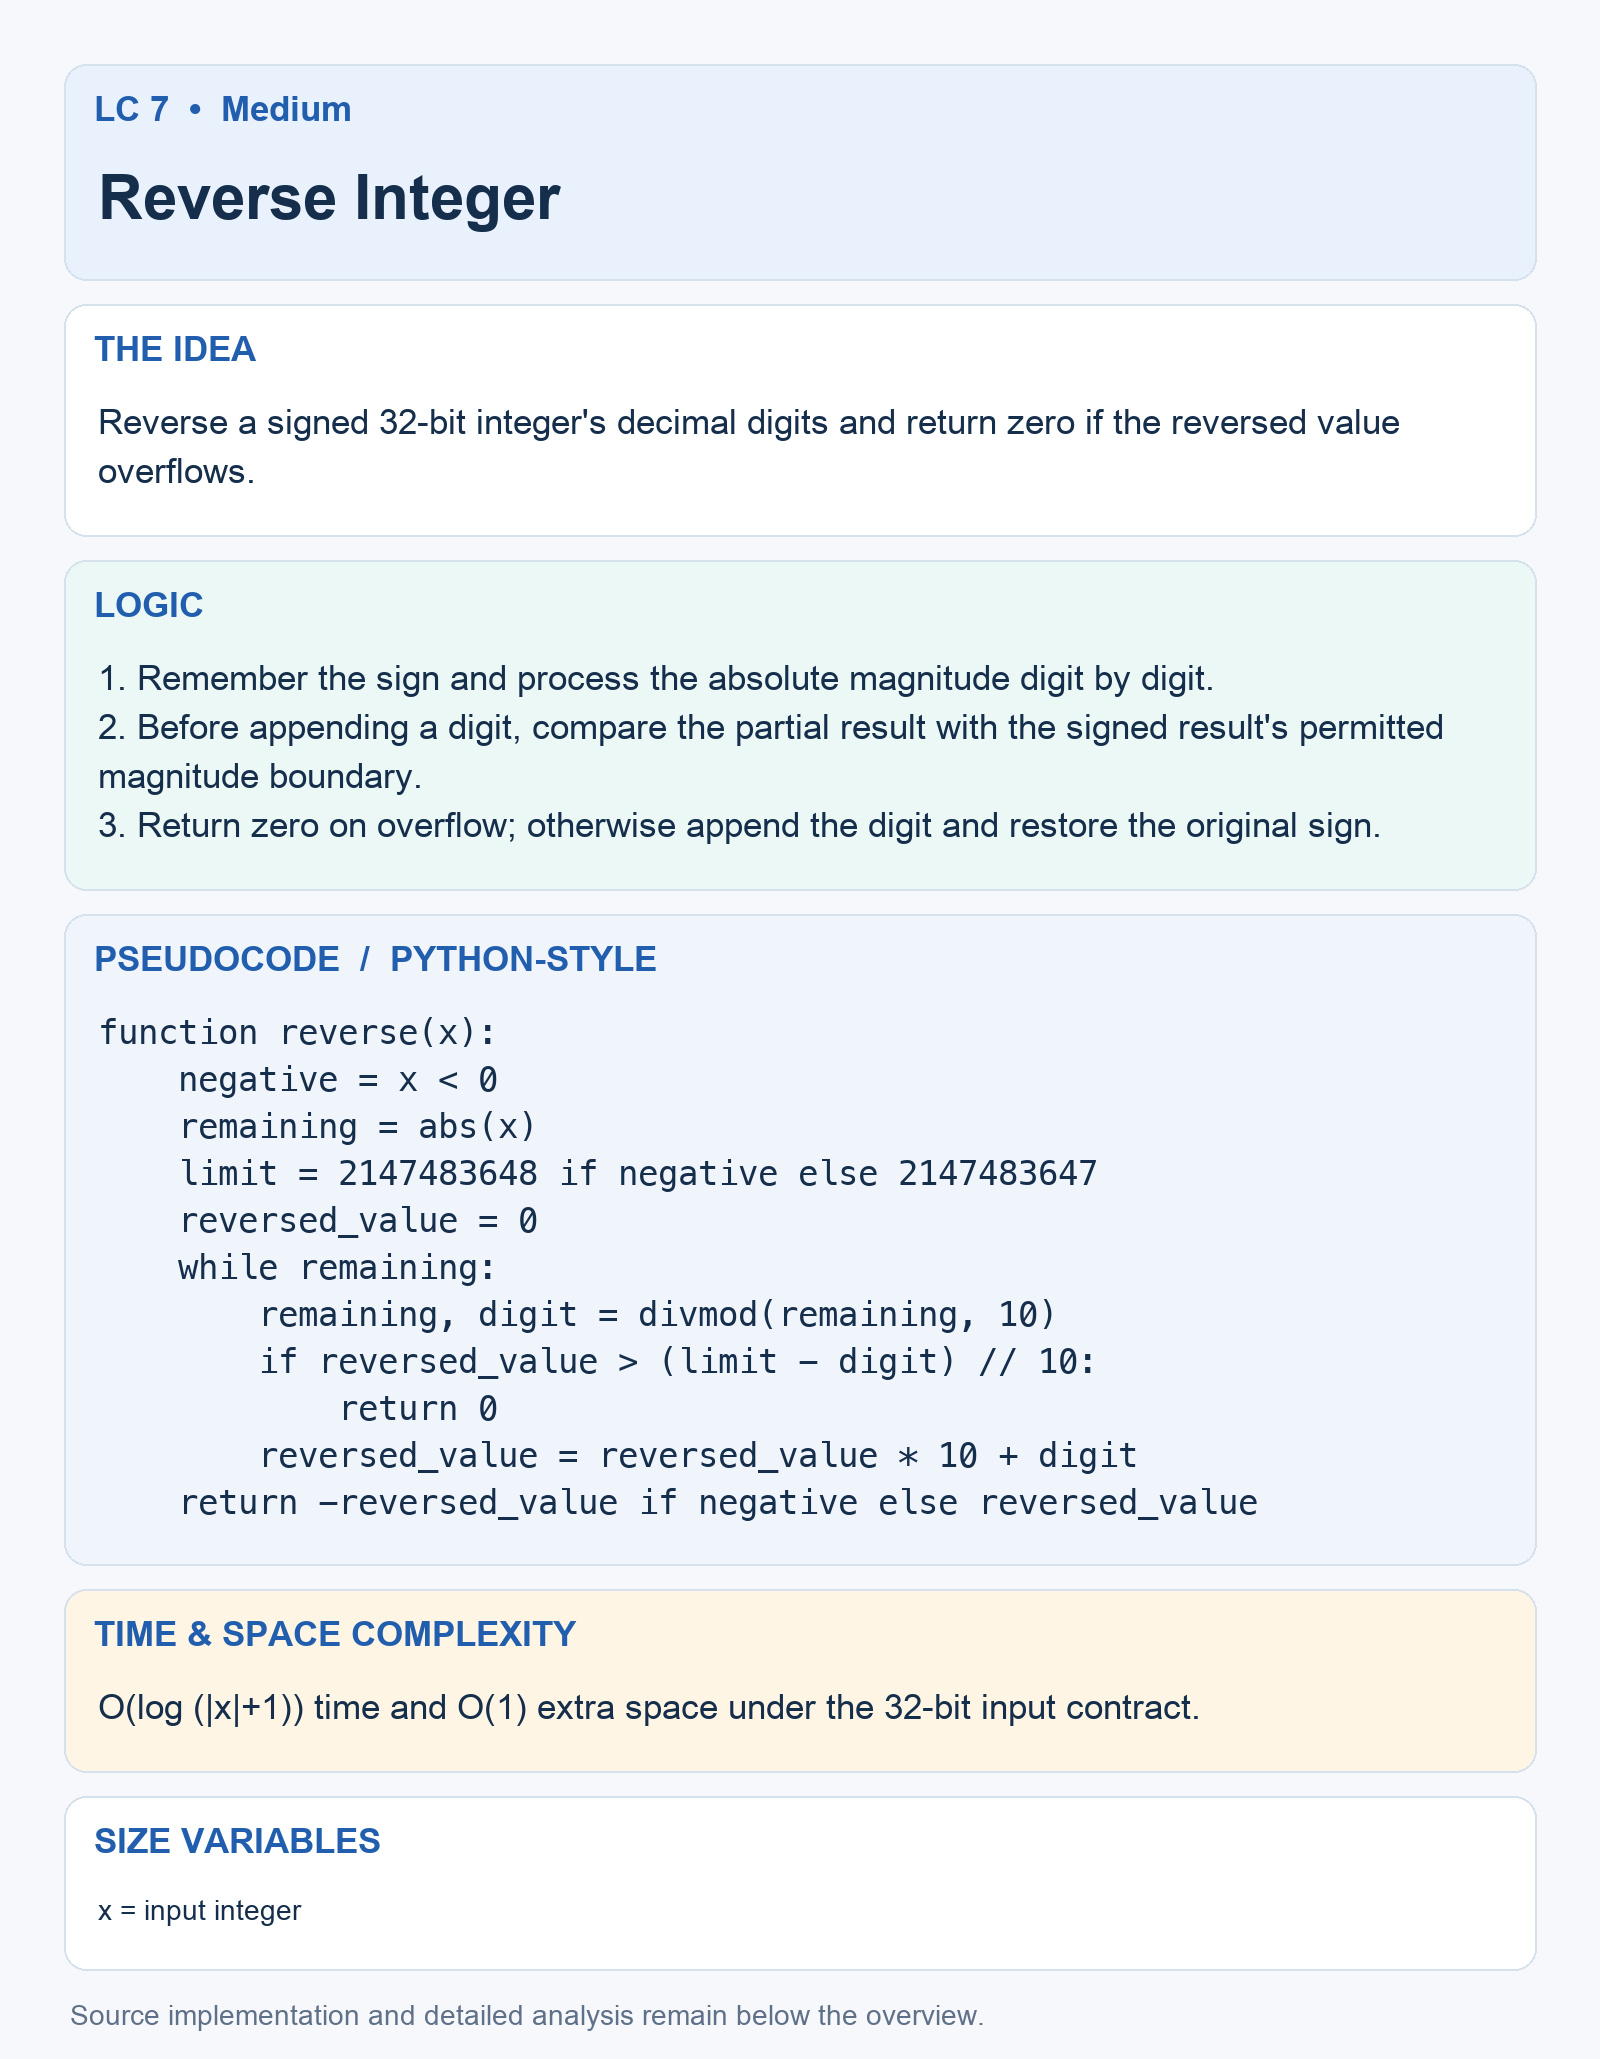 LC 7 • Medium
Reverse Integer
THE IDEA
Reverse a signed 32-bit integer's decimal digits and return zero if the reversed value
overflows.
LOGIC
1. Remember the sign and process the absolute magnitude digit by digit.
2. Before appending a digit, compare the partial result with the signed result's permitted
magnitude boundary.
3. Return zero on overflow; otherwise append the digit and restore the original sign.
PSEUDOCODE / PYTHON-STYLE
function reverse(x):
    negative = x < 0
    remaining = abs(x)
    limit = 2147483648 if negative else 2147483647
    reversed_value = 0
    while remaining:
        remaining, digit = divmod(remaining, 10)
        if reversed_value > (limit − digit) // 10:
            return 0
        reversed_value = reversed_value * 10 + digit
    return −reversed_value if negative else reversed_value
TIME & SPACE COMPLEXITY
O(log (|x|+1)) time and O(1) extra space under the 32-bit input contract.
SIZE VARIABLES
x = input integer
Source implementation and detailed analysis remain below the overview.